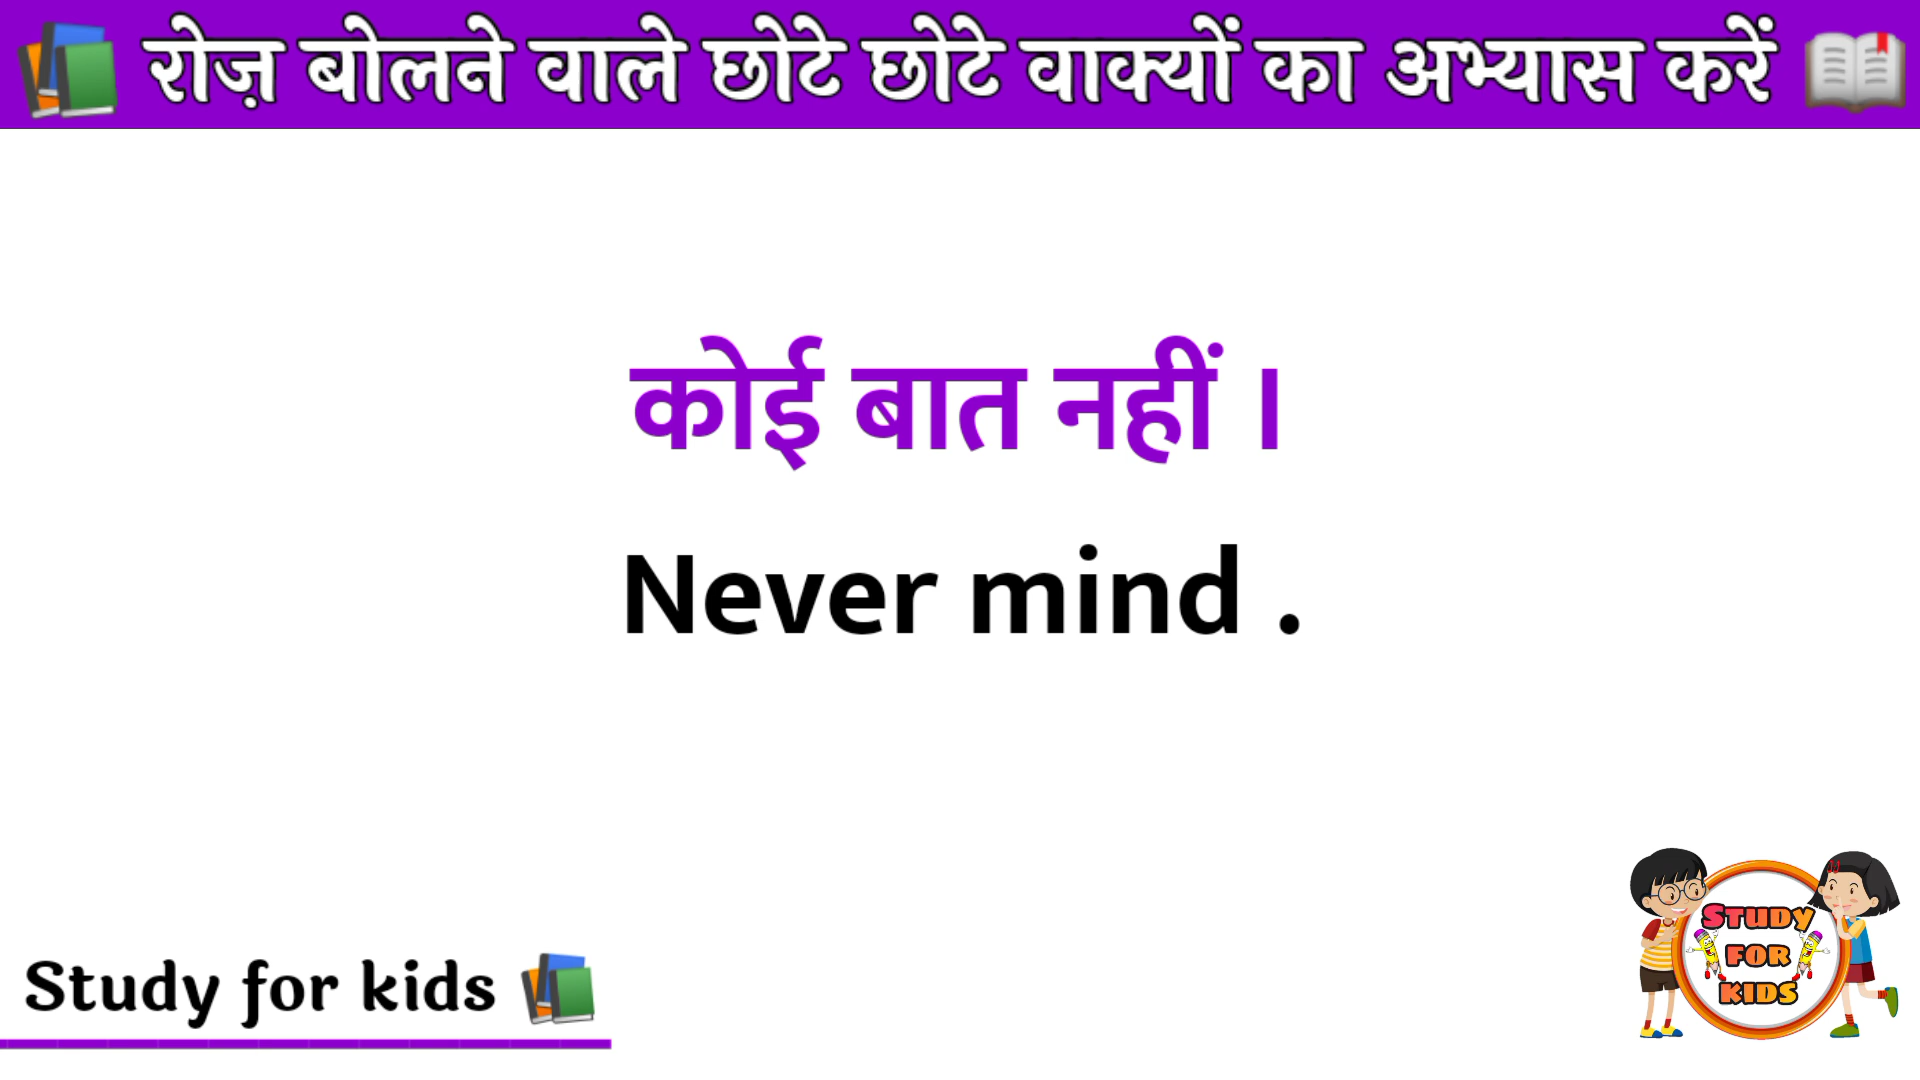 रोज़ बोलने वाले छोटे छोटे वाक्यों का अभ्यास करें
कोई बात नहीं ।
Never mind .
Study for kids
STUDY
FOR
KIDS